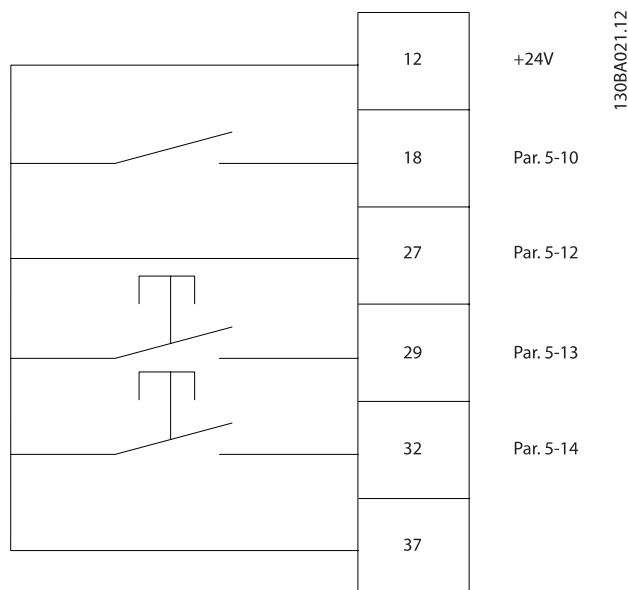 12 +24V
18 Par. 5-10
27 Par. 5-12
29 Par. 5-13
32 Par. 5-14
37
130BA021.12